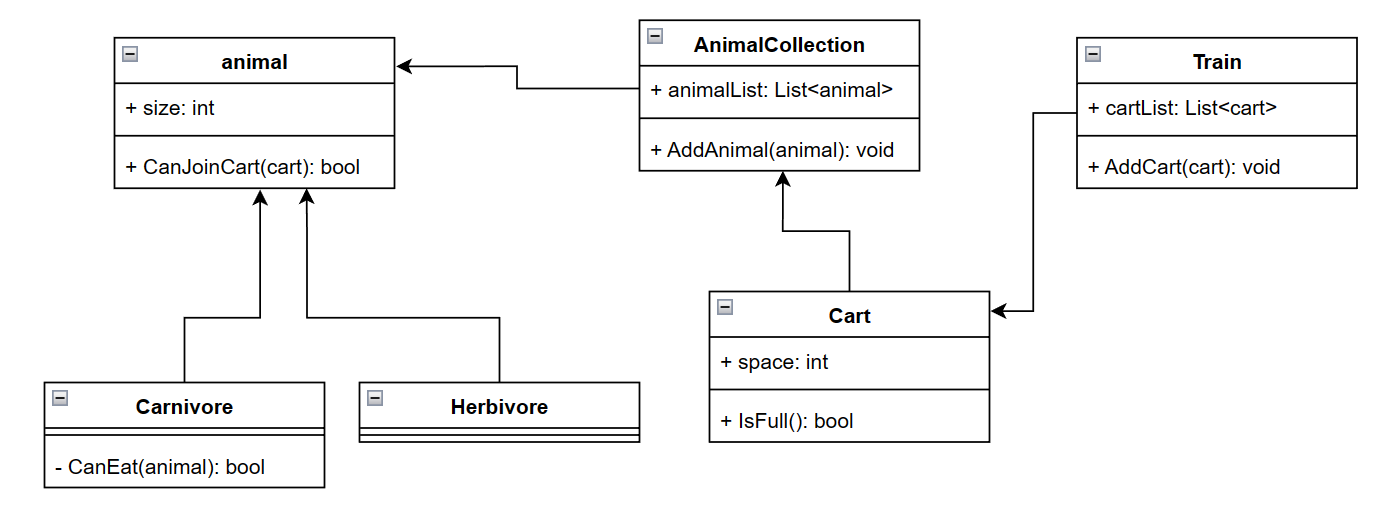 animal
+ size: int
+ CanJoinCart(cart): bool
AnimalCollection
+ animalList: List<animal>
+ AddAnimal(animal): void
Train
+ cartList: List<cart>
+ AddCart(cart): void
Cart
+ space: int
+ IsFull(): bool
Carnivore
- CanEat(animal): bool
Herbivore